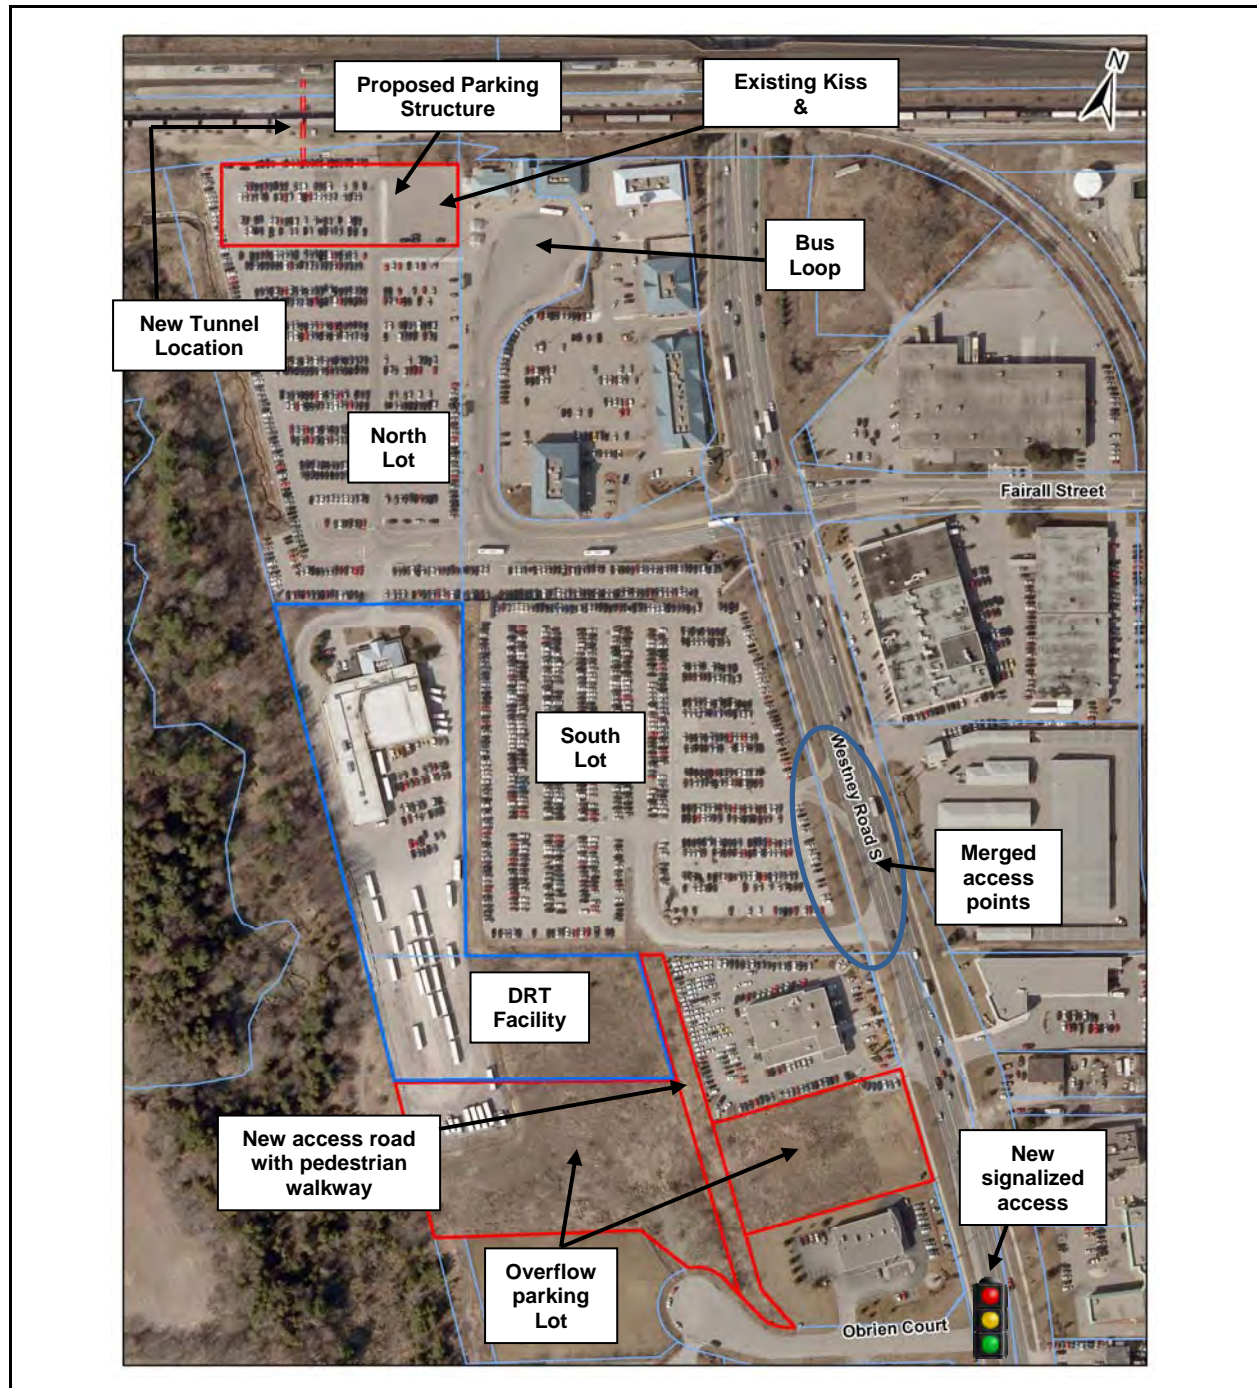 N
Proposed Parking
Structure
Existing Kiss
&
Bus
Loop
New Tunnel
Location
North
Lot
Fairall Street
South
Lot
Westney Road S
Merged
access
points
DRT
Facility
New access road
with pedestrian
walkway
New
signalized
access
Overflow
parking
Lot
Obrien Court